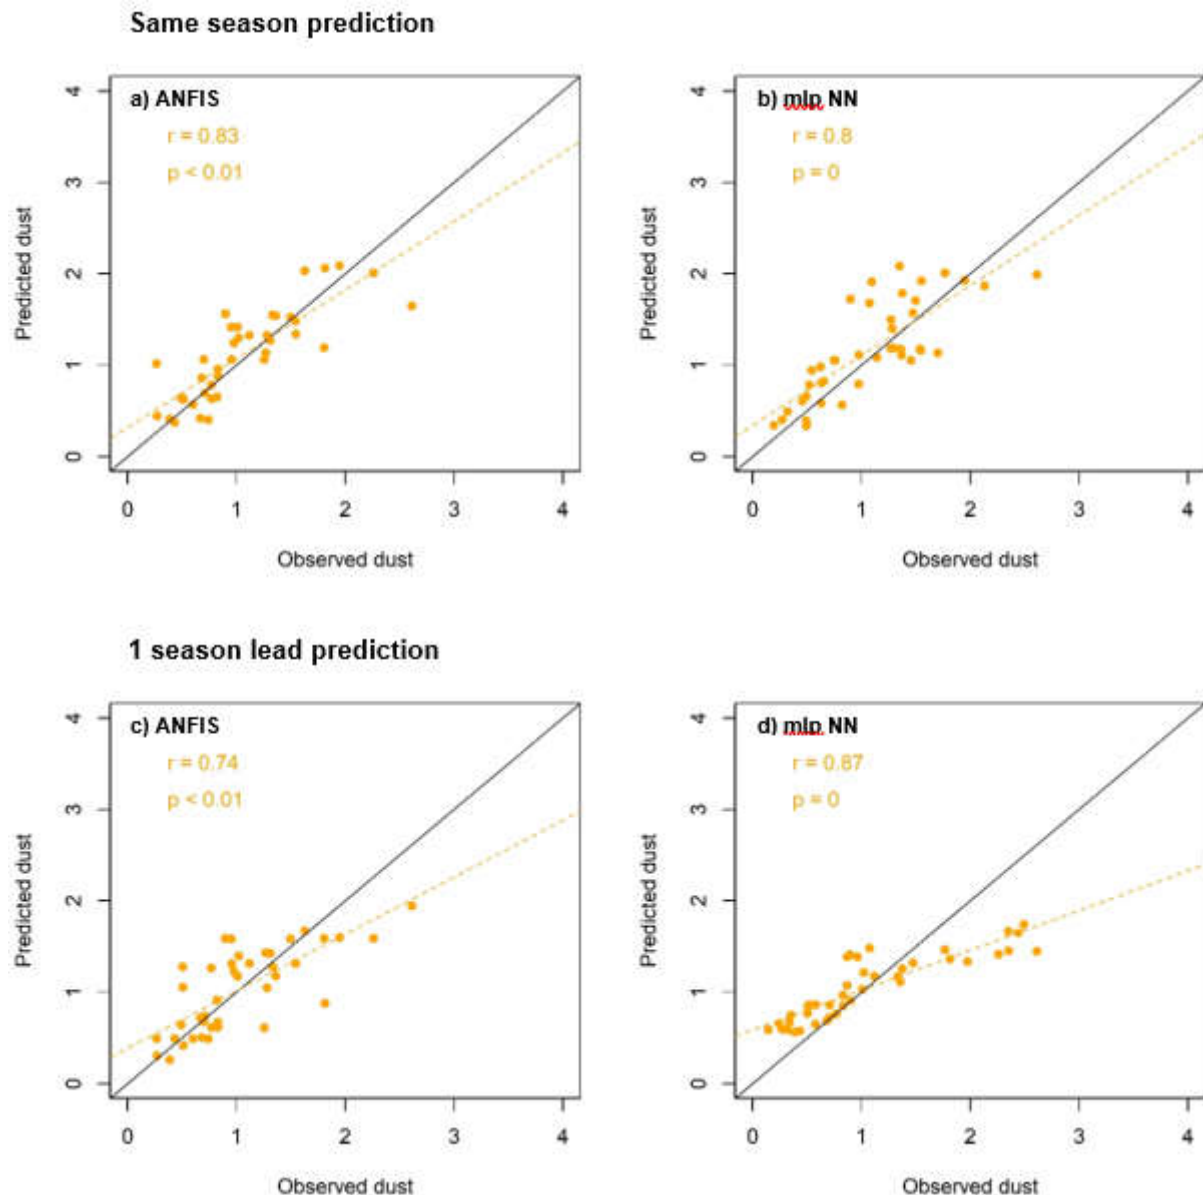 Same season prediction
a) ANFIS
r = 0.83
p < 0.01
4
3
2
1
0
Predicted dust
0 1 2 3 4
Observed dust
b) mlp NN
r = 0.8
p = 0
4
3
2
1
0
Predicted dust
0 1 2 3 4
Observed dust
1 season lead prediction
c) ANFIS
r = 0.74
p < 0.01
4
3
2
1
0
Predicted dust
0 1 2 3 4
Observed dust
d) mlp NN
r = 0.87
p = 0
4
3
2
1
0
Predicted dust
0 1 2 3 4
Observed dust